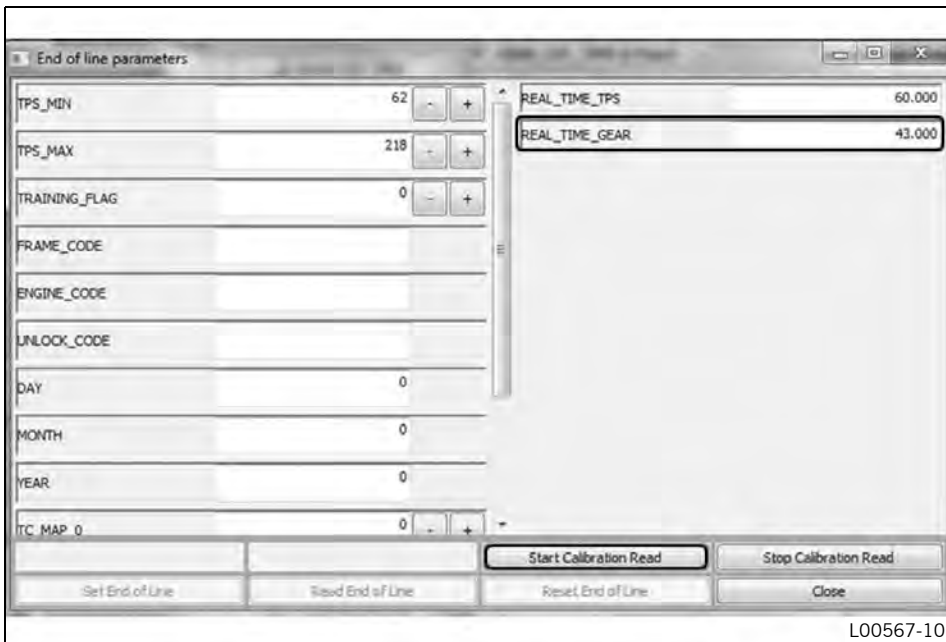 End of line parameters
TPS_MIN 62 - +
TPS_MAX 218 - +
TRAINING_FLAG 0 - +
FRAME_CODE
ENGINE_CODE
UNLOCK_CODE
DAY 0
MONTH 0
YEAR 0
TC_MAP_0 0 - +
REAL_TIME_TPS 60.000
REAL_TIME_GEAR 43.000
Start Calibration Read Stop Calibration Read
Set End of Line Read End of Line Reset End of Line Close
L00567-10